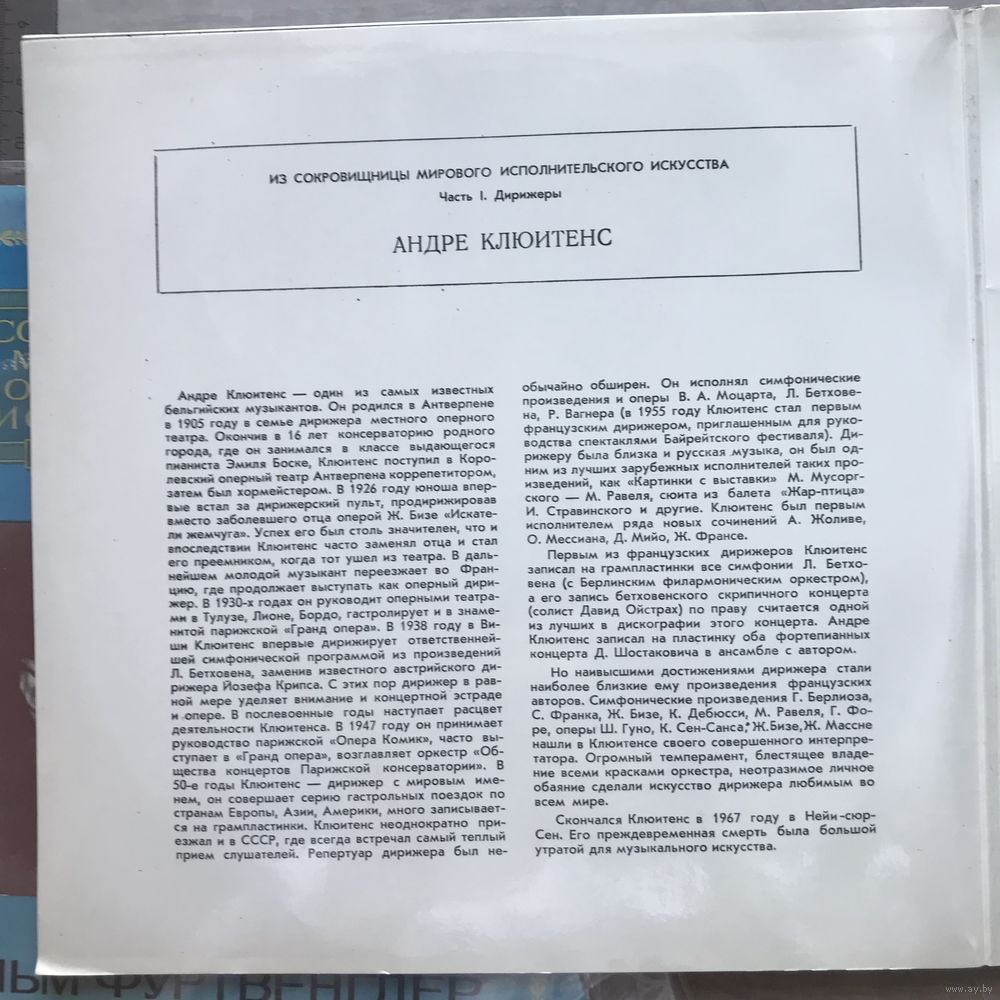 ИЗ СОКРОВИЩНИЦЫ МИРОВОГО ИСПОЛНИТЕЛЬСКОГО ИСКУССТВА
Часть I. Дирижеры
АНДРЕ КЛЮИТЕНС
Андре Клюитенс — один из самых известных
бельгийских музыкантов. Он родился в Антверпене
в 1905 году в семье дирижера местного оперного
театра. Окончив в 16 лет консерваторию родного
города, где он занимался в классе выдающегося
пианиста Эмиля Боске, Клюитенс поступил в Коро-
левский оперный театр Антверпена коррепетитором,
затем был хормейстером. В 1926 году юноша впер-
вые встал за дирижерский пульт, продирижировав
вместо заболевшего отца оперой Ж. Бизе «Искате-
ли жемчуга». Успех его был столь значителен, что и
впоследствии Клюитенс часто заменял отца и стал
его преемником, когда тот ушел из театра. В даль-
нейшем молодой музыкант переезжает во Фран-
цию, где продолжает выступать как оперный дири-
жер. В 1930-х годах он руководит оперными театра-
ми в Тулузе, Лионе, Бордо, гастролирует и в знаме-
нитой парижской «Гранд опера». В 1938 году в Ви-
ши Клюитенс впервые дирижирует ответственней-
шей симфонической программой из произведений
Л. Бетховена, заменив известного австрийского ди-
рижера Йозефа Крипса. С этих пор дирижер в рав-
ной мере уделяет внимание и концертной эстраде
и опере. В послевоенные годы наступает расцвет
деятельности Клюитенса. В 1947 году он принимает
руководство парижской «Опера Комик», часто вы-
ступает в «Гранд опера», возглавляет оркестр «Об-
щества концертов Парижской консерватории». В
50-е годы Клюитенс — дирижер с мировым име-
нем, он совершает серию гастрольных поездок по
странам Европы, Азии, Америки, много записывает-
ся на грампластинки. Клюитенс неоднократно при-
езжал и в СССР, где всегда встречал самый теплый
прием слушателей. Репертуар дирижера был не-
обычайно обширен. Он исполнял симфонические
произведения и оперы В. А. Моцарта, Л. Бетхове-
на, Р. Вагнера (в 1955 году Клюитенс стал первым
французским дирижером, приглашенным для руко-
водства спектаклями Байрейтского фестиваля). Ди-
рижеру была близка и русская музыка, он был од-
ним из лучших зарубежных исполнителей таких про-
изведений, как «Картинки с выставки» М. Мусорг-
ского — М. Равеля, сюита из балета «Жар-птица»
И. Стравинского и другие. Клюитенс был первым
исполнителем ряда новых сочинений А. Жоливе,
О. Мессиана, Д. Мийо, Ж. Франсе.
Первым из французских дирижеров Клюитенс
записал на грампластинки все симфонии Л. Бетхо-
вена (с Берлинским филармоническим оркестром),
а его запись бетховенского скрипичного концерта
(солист Давид Ойстрах) по праву считается одной
из лучших в дискографии этого концерта. Андре
Клюитенс записал на пластинку оба фортепианных
концерта Д. Шостаковича в ансамбле с автором.
Но наивысшими достижениями дирижера стали
наиболее близкие ему произведения французских
авторов. Симфонические произведения Г. Берлиоза,
С. Франка, Ж. Бизе, К. Дебюсси, М. Равеля, Г. Фо-
ре, оперы Ш. Гуно, К. Сен-Санса, Ж.Бизе,Ж. Массне
нашли в Клюитенсе своего совершенного интерпре-
татора. Огромный темперамент, блестящее владе-
ние всеми красками оркестра, неотразимое личное
обаяние сделали искусство дирижера любимым во
всем мире.
Скончался Клюитенс в 1967 году в Нейи-сюр-
Сен. Его преждевременная смерть была большой
утратой для музыкального искусства.
ФУРТВЕНГЛЕР
www.ay.by